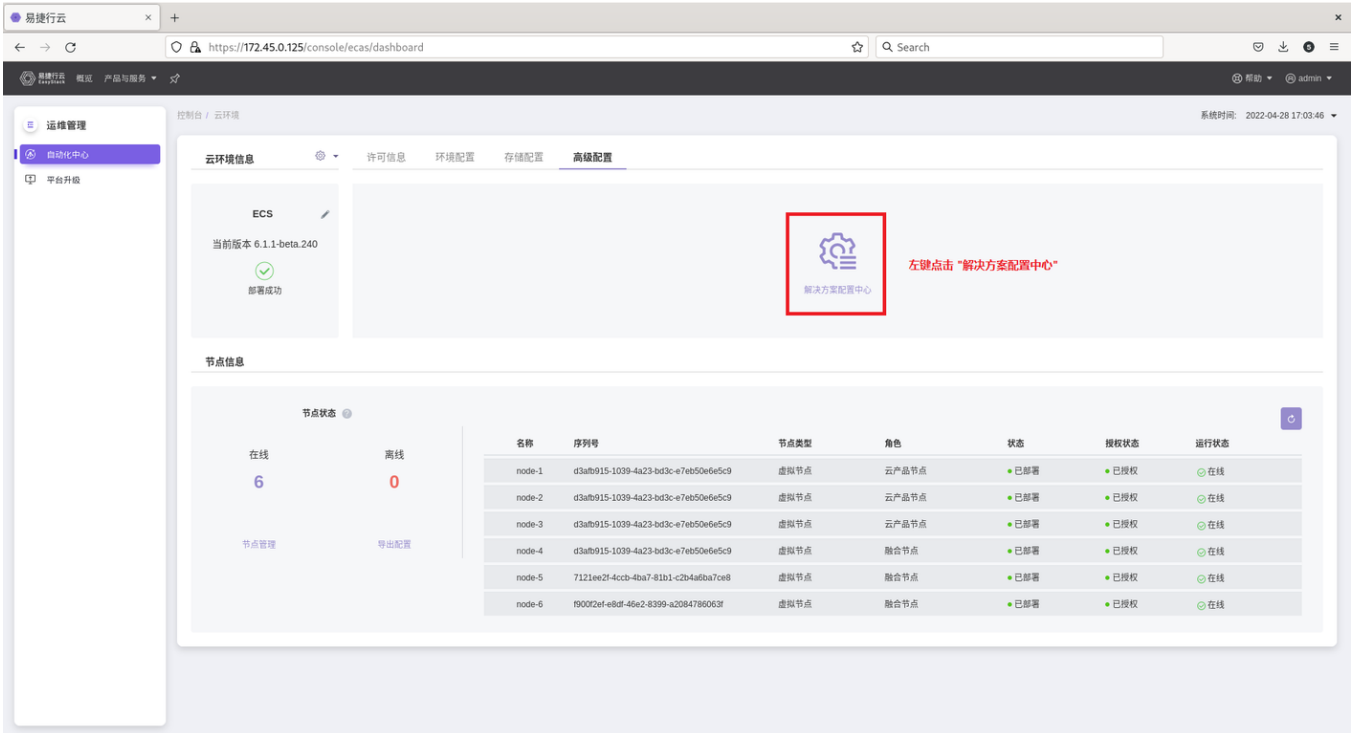 易捷行云
https://172.45.0.125/console/ecas/dashboard
Search
易捷行云
EasyStack
概览 产品与服务
帮助 admin
运维管理
自动化中心
平台升级
控制台 / 云环境
系统时间: 2022-04-28 17:03:46
云环境信息
许可信息 环境配置 存储配置 高级配置
ECS
当前版本 6.1.1-beta.240
部署成功
解决方案配置中心
左键点击 "解决方案配置中心"
节点信息
节点状态
在线 离线
6 0
节点管理 导出配置
名称 序列号 节点类型 角色 状态 授权状态 运行状态
node-1 d3afb915-1039-4a23-bd3c-e7eb50e6e5c9 虚拟节点 云产品节点 已部署 已授权 在线
node-2 d3afb915-1039-4a23-bd3c-e7eb50e6e5c9 虚拟节点 云产品节点 已部署 已授权 在线
node-3 d3afb915-1039-4a23-bd3c-e7eb50e6e5c9 虚拟节点 云产品节点 已部署 已授权 在线
node-4 d3afb915-1039-4a23-bd3c-e7eb50e6e5c9 虚拟节点 融合节点 已部署 已授权 在线
node-5 7121ee2f-4ccb-4ba7-81b1-c2b4a6ba7ce8 虚拟节点 融合节点 已部署 已授权 在线
node-6 f900f2ef-e8df-46e2-8399-a2084786063f 虚拟节点 融合节点 已部署 已授权 在线